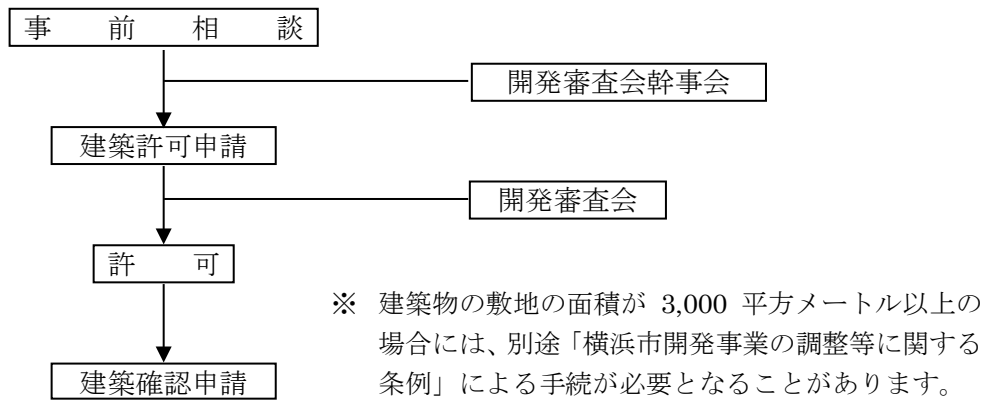 事前相談
開発審査会幹事会
建築許可申請
開発審査会
許可
※ 建築物の敷地の面積が 3,000 平方メートル以上の
場合には、別途「横浜市開発事業の調整等に関する
条例」による手続が必要となることがあります。
建築確認申請